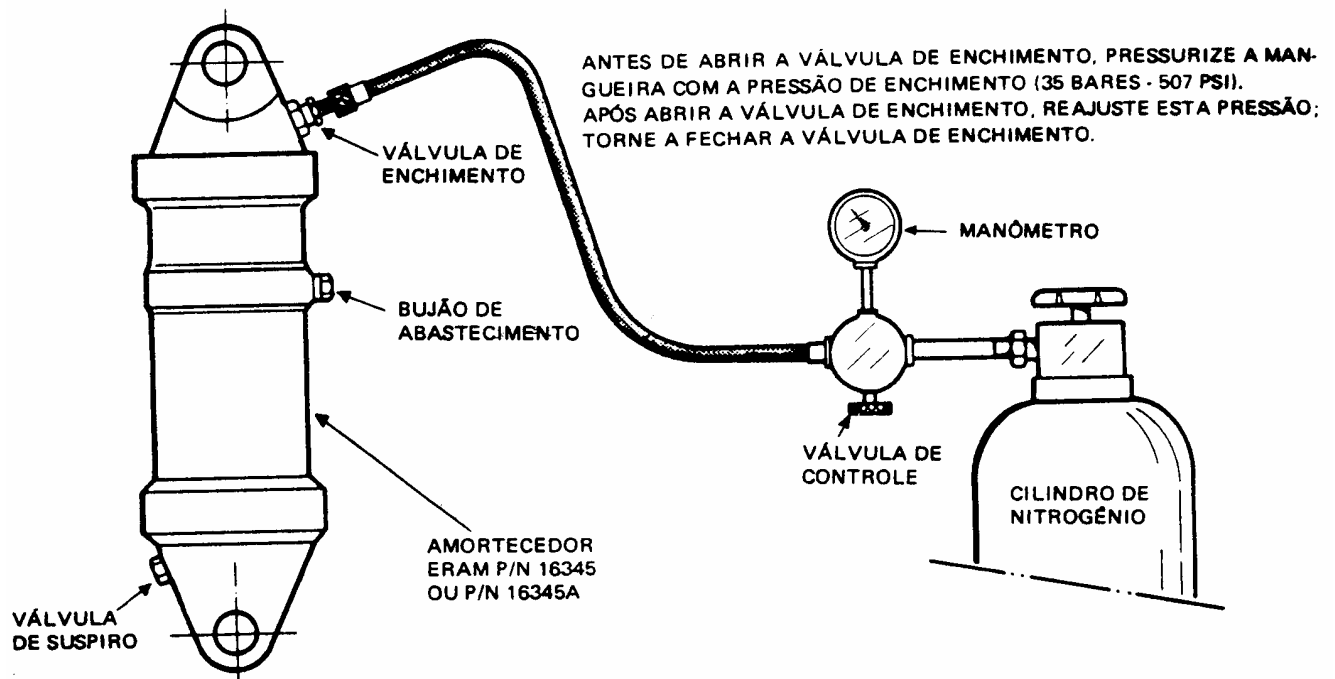 ANTES DE ABRIR A VÁLVULA DE ENCHIMENTO, PRESSURIZE A MAN-
GUEIRA COM A PRESSÃO DE ENCHIMENTO (35 BARES - 507 PSI).
APÓS ABRIR A VÁLVULA DE ENCHIMENTO, REAJUSTE ESTA PRESSÃO;
TORNE A FECHAR A VÁLVULA DE ENCHIMENTO.
VÁLVULA DE
ENCHIMENTO
MANÔMETRO
BUJÃO DE
ABASTECIMENTO
VÁLVULA DE
CONTROLE
CILINDRO DE
NITROGÊNIO
AMORTECEDOR
ERAM P/N 16345
OU P/N 16345A
VÁLVULA
DE SUSPIRO